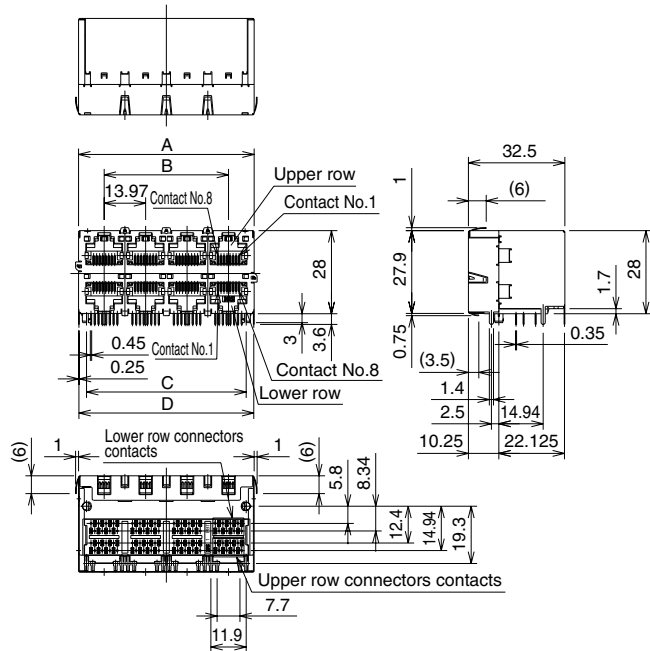 A
B
13.97
Contact No.8
Upper row
Contact No.1
28
3
3.6
0.45
0.25
Contact No.1
C
D
Contact No.8
Lower row
32.5
1
(6)
27.9
0.75
28
1.7
0.35
(3.5)
1.4
2.5
14.94
10.25
22.125
(6)
1
Lower row connectors
contacts
1
(6)
5.8
8.34
12.4
14.94
19.3
Upper row connectors contacts
7.7
11.9